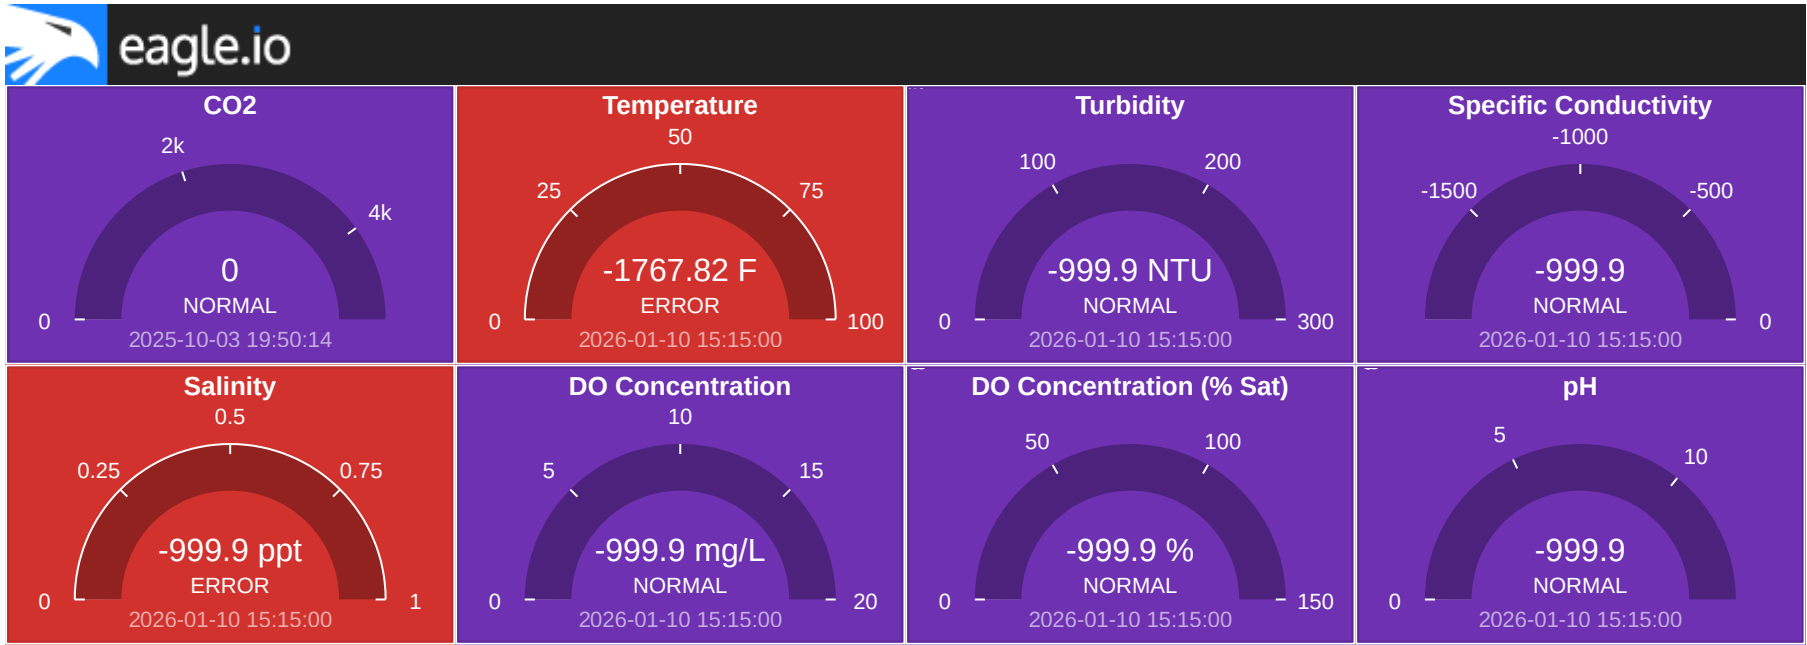 eagle.io
CO2
2k
4k
0
0
NORMAL
2025-10-03 19:50:14
Temperature
50
25
75
0
100
-1767.82 F
ERROR
2026-01-10 15:15:00
Turbidity
100
200
0
300
-999.9 NTU
NORMAL
2026-01-10 15:15:00
Specific Conductivity
-1000
-1500
-500
0
-999.9
NORMAL
2026-01-10 15:15:00
Salinity
0.5
0.25
0.75
0
1
-999.9 ppt
ERROR
2026-01-10 15:15:00
DO Concentration
10
5
15
0
20
-999.9 mg/L
NORMAL
2026-01-10 15:15:00
DO Concentration (% Sat)
50
100
0
150
-999.9 %
NORMAL
2026-01-10 15:15:00
pH
5
10
0
-999.9
NORMAL
2026-01-10 15:15:00